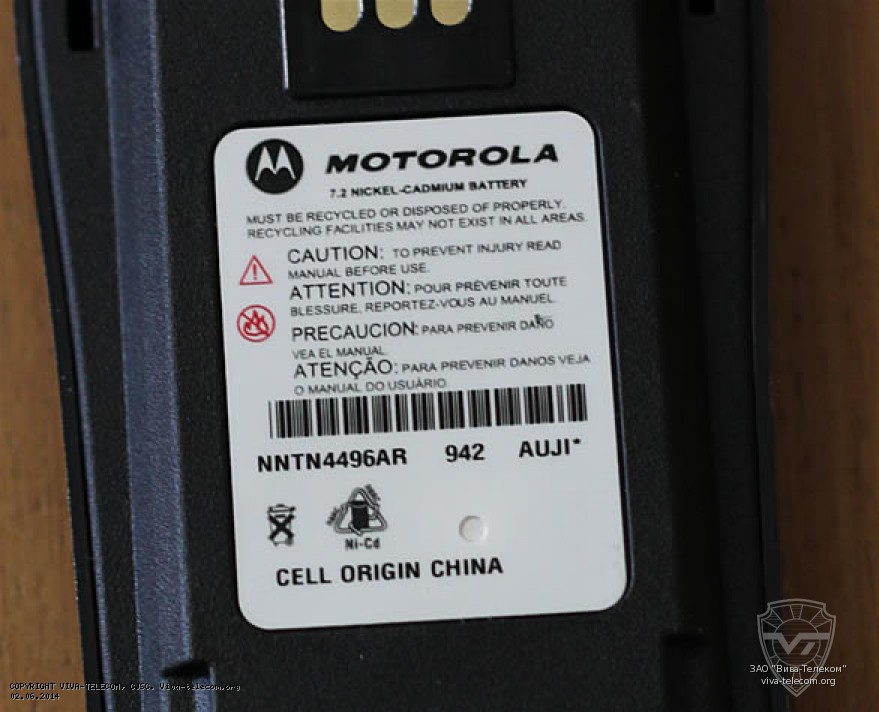 MOTOROLA
7.2 NICKEL-CADMIUM BATTERY
MUST BE RECYCLED OR DISPOSED OF PROPERLY.
RECYCLING FACILITIES MAY NOT EXIST IN ALL AREAS
CAUTION: TO PREVENT INJURY READ
MANUAL BEFORE USE.
ATTENTION: POUR PRÉVENIR TOUTE
BLESSURE, REPORTEZ-VOUS AU MANUEL.
PRECAUCION: PARA PREVENIR DAÑO
VEA EL MANUAL.
ATENÇÃO: PARA PREVENIR DANOS VEJA
O MANUAL DO USUÁRIO.
NNTN4496AR 942 AUJI*
Ni-Cd
CELL ORIGIN CHINA
ЗАО "Вива-Телеком"
viva-telecom.org
COPYRIGHT VIVA-TELECOM, CJSC. Viva-telecom.org
02.06.2014